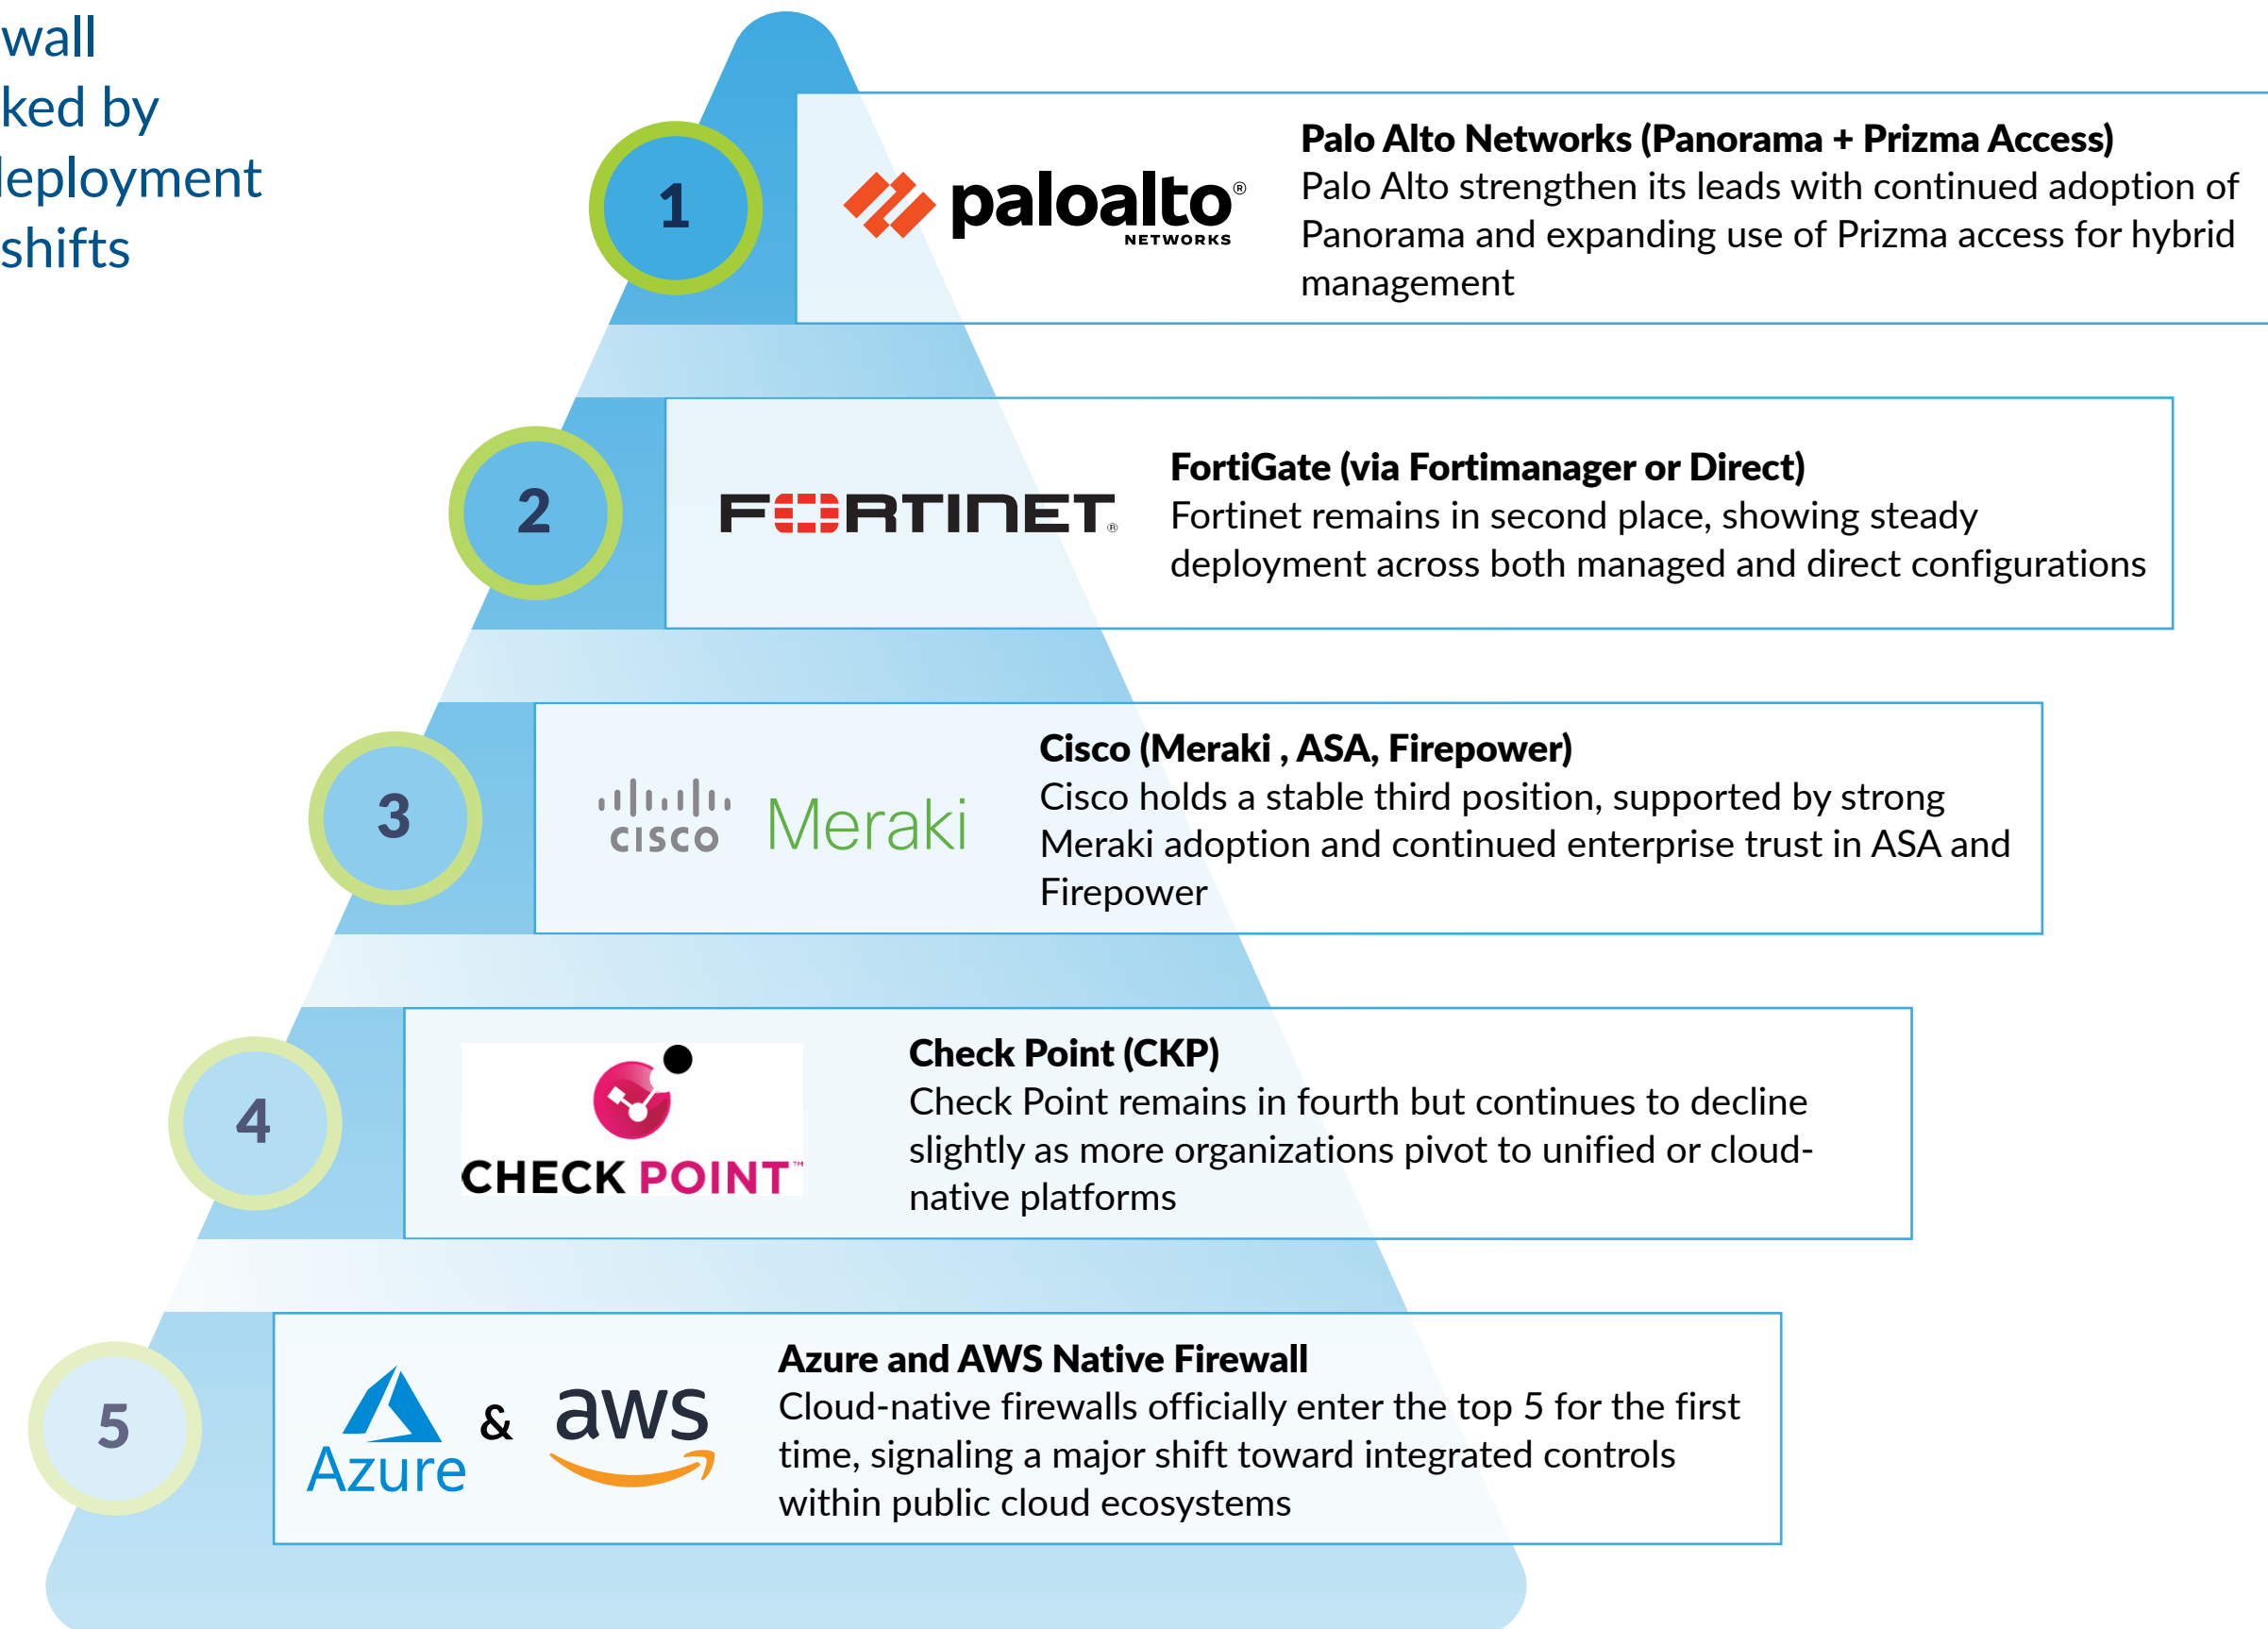 wall
ked by
deployment
shifts
1
paloalto®
NETWORKS
Palo Alto Networks (Panorama + Prizma Access)
Palo Alto strengthen its leads with continued adoption of
Panorama and expanding use of Prizma access for hybrid
management
2
FORTINET®
FortiGate (via Fortimanager or Direct)
Fortinet remains in second place, showing steady
deployment across both managed and direct configurations
3
CISCO Meraki
Cisco (Meraki , ASA, Firepower)
Cisco holds a stable third position, supported by strong
Meraki adoption and continued enterprise trust in ASA and
Firepower
4
CHECK POINT™
Check Point (CKP)
Check Point remains in fourth but continues to decline
slightly as more organizations pivot to unified or cloud-
native platforms
5
Azure & aws
Azure and AWS Native Firewall
Cloud-native firewalls officially enter the top 5 for the first
time, signaling a major shift toward integrated controls
within public cloud ecosystems